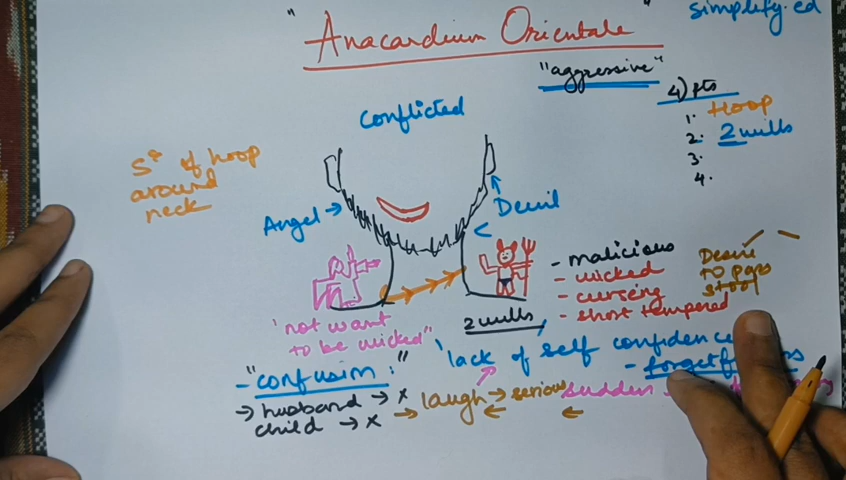 simplify ed
" Anacardium Orientale "
"aggressive"
4) pts
1. Hoop
2. 2 wills
3.
4.
Conflicted
Sⁿ of hoop
around
neck
Angel →
Devil
- malicious
- wicked
- cursing
- short tempered
Desire
to pass
stool
'not want
to be wicked"
2 wills
'lack of self confidence
- "confusion:"
- forgetfulness
→ husband → x
child → x
→ laugh → serious
sudden